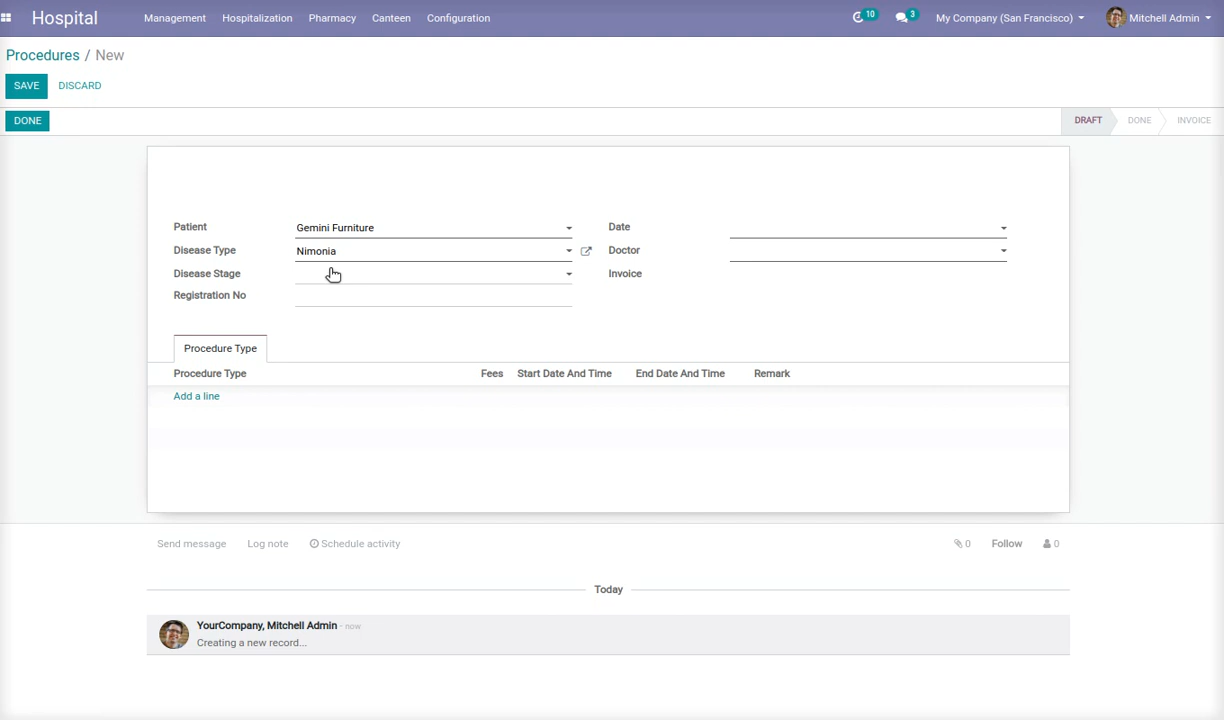 Hospital Management Hospitalization Pharmacy Canteen Configuration 10 3 My Company (San Francisco) Mitchell Admin
Procedures / New
SAVE DISCARD
DONE DRAFT DONE INVOICE
Patient Gemini Furniture Date
Disease Type Nimonia Doctor
Disease Stage Invoice
Registration No
Procedure Type
Procedure Type Fees Start Date And Time End Date And Time Remark
Add a line
Send message Log note Schedule activity 0 Follow 0
Today
YourCompany, Mitchell Admin - now
Creating a new record...